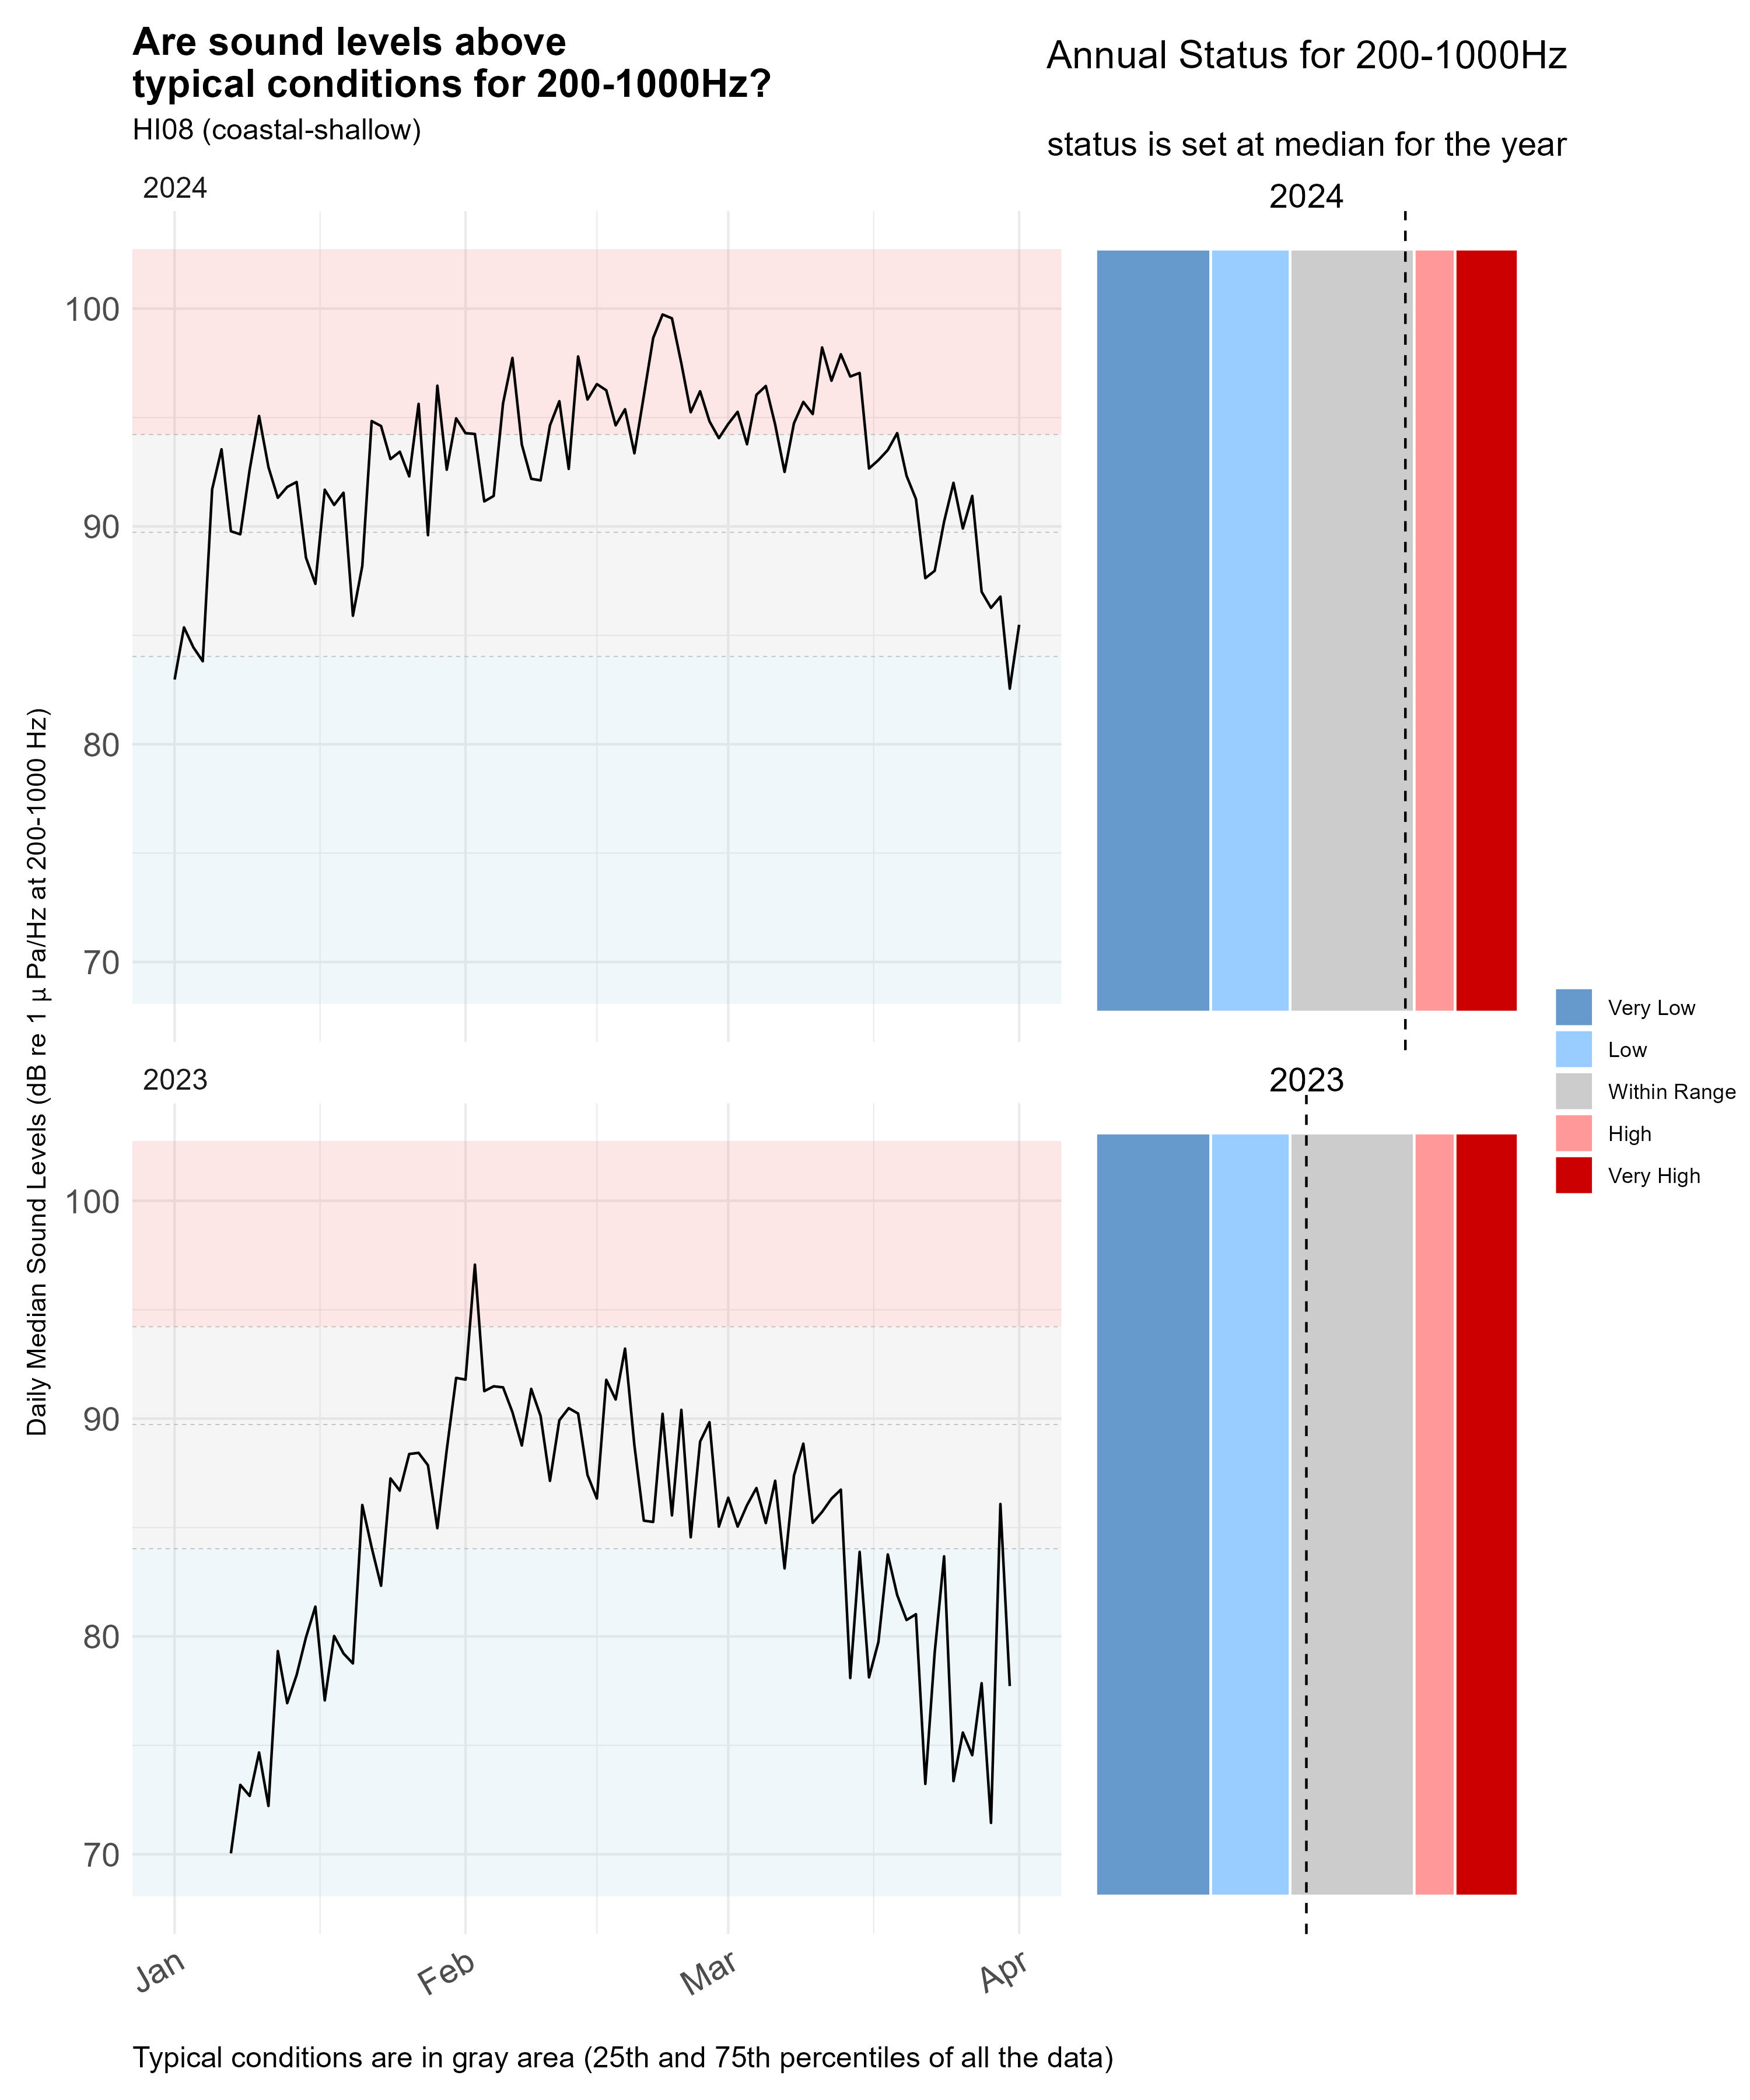 Are sound levels above
typical conditions for 200-1000Hz?
HI08 (coastal-shallow)
Annual Status for 200-1000Hz
status is set at median for the year
2024
2024
100
90
80
70
Daily Median Sound Levels (dB re 1 µ Pa/Hz at 200-1000 Hz)
2023
2023
100
90
80
70
Jan
Feb
Mar
Apr
Very Low
Low
Within Range
High
Very High
Typical conditions are in gray area (25th and 75th percentiles of all the data)